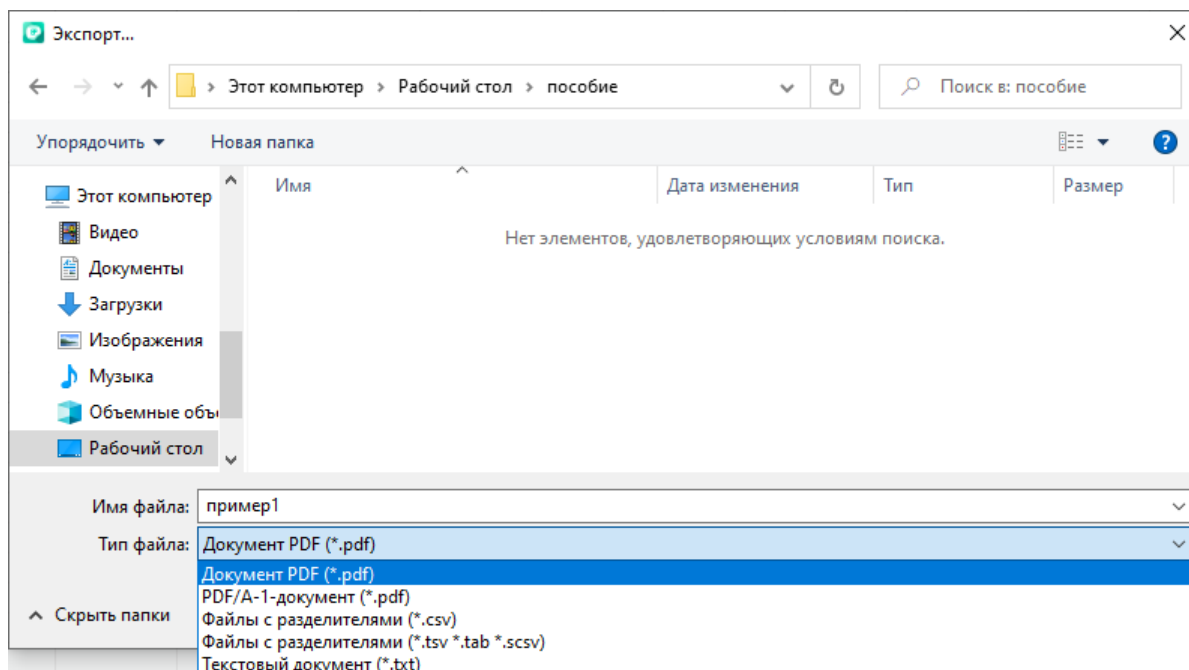 Экспорт...
Этот компьютер > Рабочий стол > пособие
Поиск в: пособие
Упорядочить
Новая папка
Имя
Дата изменения
Тип
Размер
Нет элементов, удовлетворяющих условиям поиска.
Этот компьютер
Видео
Документы
Загрузки
Изображения
Музыка
Объемные объ
Рабочий стол
Имя файла: пример1
Тип файла: Документ PDF (*.pdf)
Документ PDF (*.pdf)
PDF/A-1-документ (*.pdf)
Файлы с разделителями (*.csv)
Файлы с разделителями (*.tsv *.tab *.scsv)
Текстовый документ (*.txt)
Скрыть папки